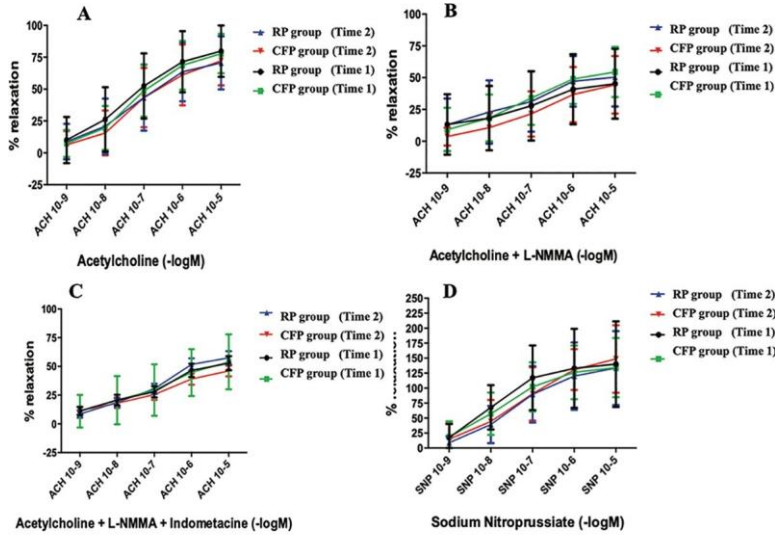 A
% relaxation
100
75
50
25
0
25
ACH 10-9
ACH 10-8
ACH 10-7
ACH 10-6
ACH 10-5
Acetylcholine (-logM)
RP group (Time 2)
CFP group (Time 2)
RP group (Time 1)
CFP group (Time 1)
B
% relaxation
100
75
50
25
0
25
ACH 10-9
ACH 10-8
ACH 10-7
ACH 10-6
ACH 10-5
Acetylcholine + L-NMMA (-logM)
RP group (Time 2)
CFP group (Time 2)
RP group (Time 1)
CFP group (Time 1)
C
% relaxation
100
75
50
25
0
25
ACH 10-9
ACH 10-8
ACH 10-7
ACH 10-6
ACH 10-5
Acetylcholine + L-NMMA + Indometacine (-logM)
RP group (Time 2)
CFP group (Time 2)
RP group (Time 1)
CFP group (Time 1)
D
% relaxation
250
225
200
175
150
125
100
75
50
25
0
25
SNP 10-9
SNP 10-8
SNP 10-7
SNP 10-6
SNP 10-5
Sodium Nitroprussiate (-logM)
RP group (Time 2)
CFP group (Time 2)
RP group (Time 1)
CFP group (Time 1)